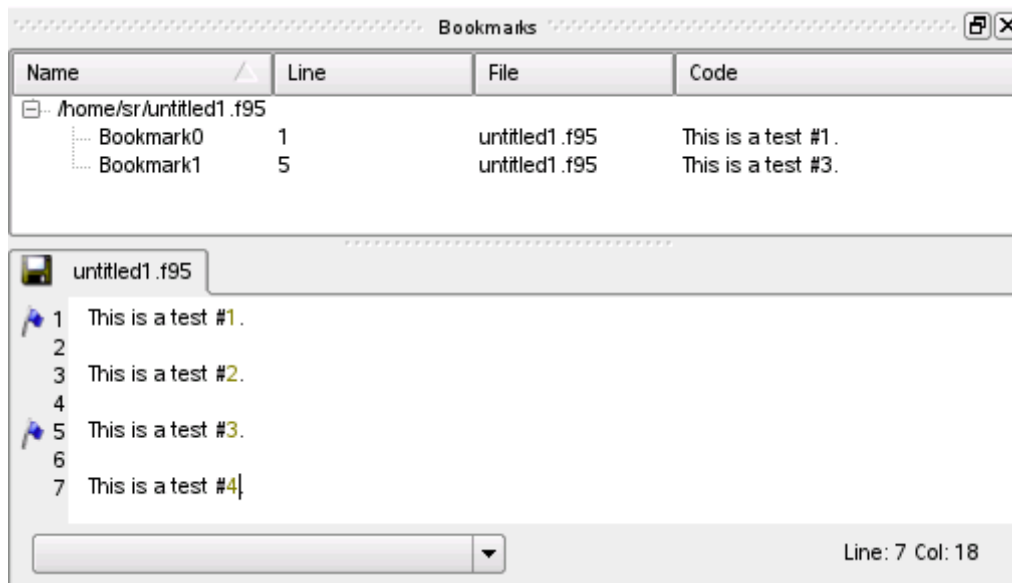 Bookmarks
Name Line File Code
/home/sr/untitled1.f95
Bookmark0 1 untitled1.f95 This is a test #1.
Bookmark1 5 untitled1.f95 This is a test #3.
untitled1.f95
1 This is a test #1.
2
3 This is a test #2.
4
5 This is a test #3.
6
7 This is a test #4.
Line: 7 Col: 18